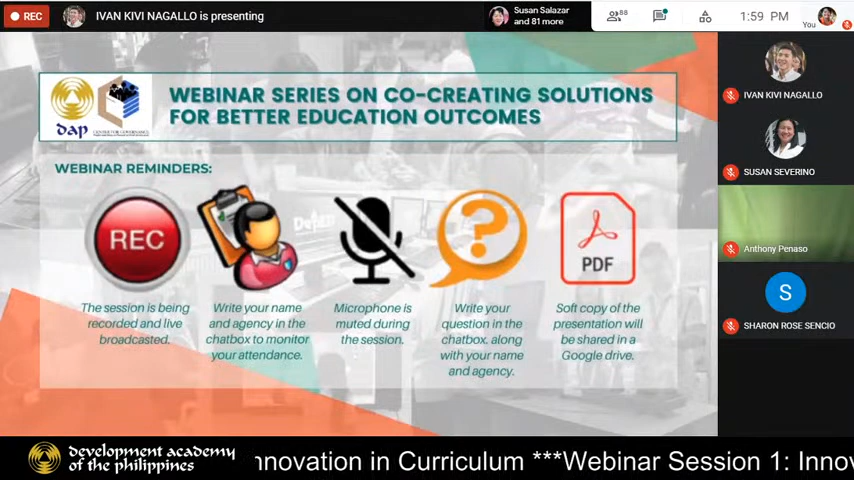 REC
IVAN KIVI NAGALLO is presenting
Susan Salazar
and 81 more
88
1:59 PM
You
dap
CENTER FOR GOVERNANCE
WEBINAR SERIES ON CO-CREATING SOLUTIONS
FOR BETTER EDUCATION OUTCOMES
WEBINAR REMINDERS:
REC
PDF
The session is being
recorded and live
broadcasted.
Write your name
and agency in the
chatbox to monitor
your attendance.
Microphone is
muted during
the session.
Write your
question in the
chatbox. along
with your name
and agency.
Soft copy of the
presentation will
be shared in a
Google drive.
IVAN KIVI NAGALLO
SUSAN SEVERINO
Anthony Penaso
S
SHARON ROSE SENCIO
development academy
of the philippines
nnovation in Curriculum ***Webinar Session 1: Innov